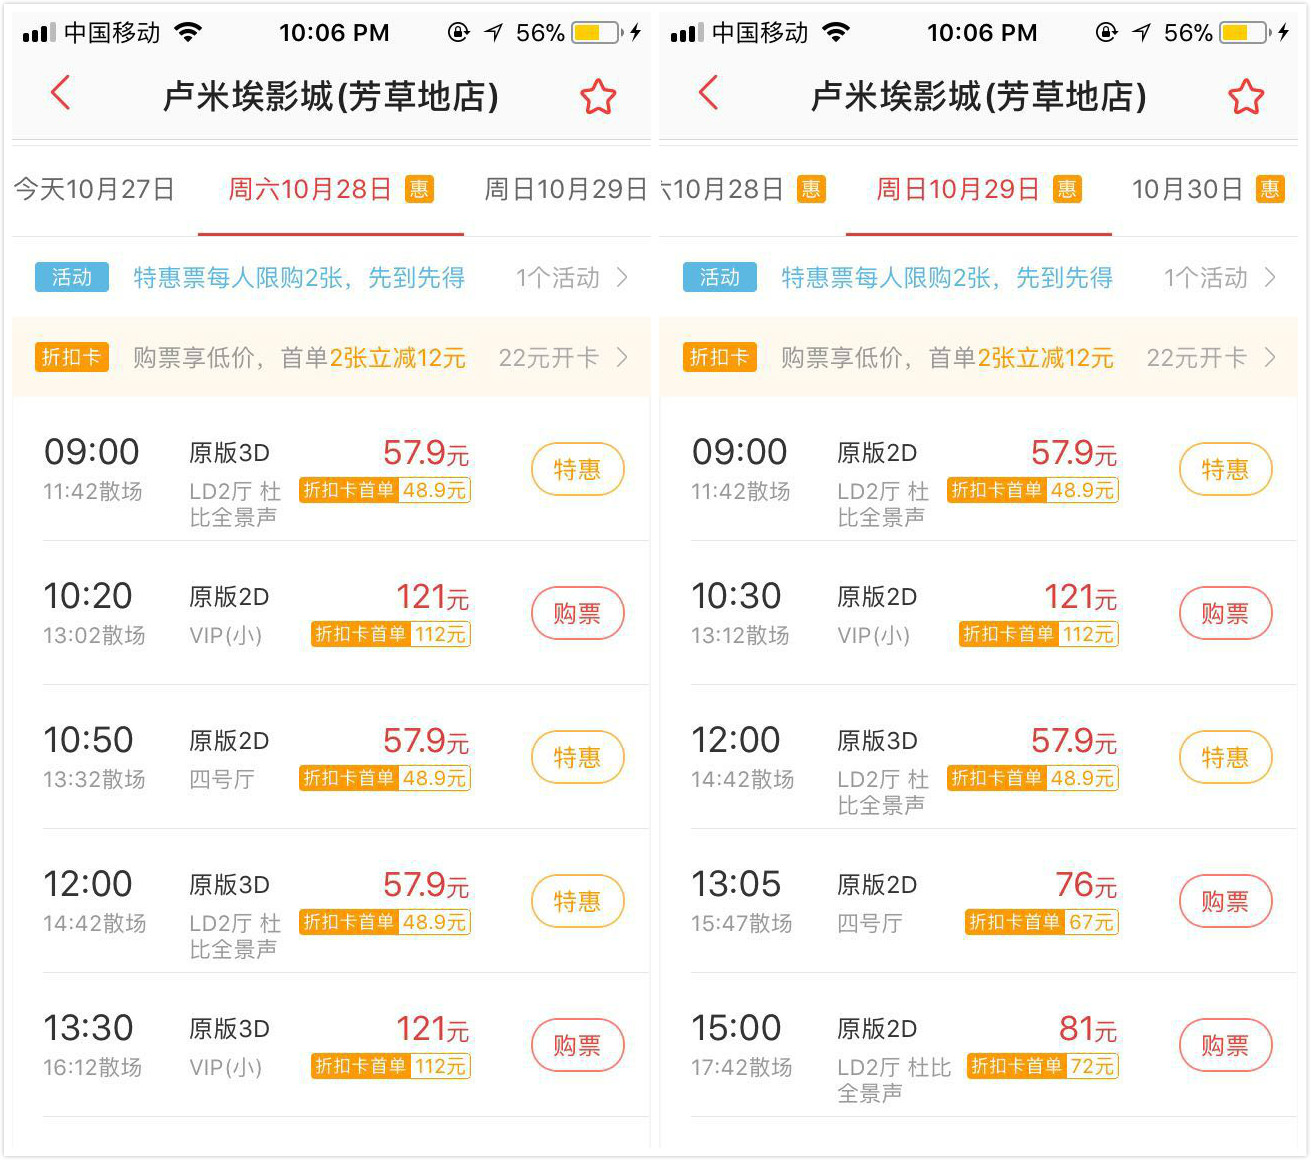 中国移动 10:06 PM 56%
卢米埃影城(芳草地店)
今天10月27日 周六10月28日 惠 周日10月29日
活动 特惠票每人限购2张，先到先得 1个活动
折扣卡 购票享低价，首单2张立减12元 22元开卡
09:00 原版3D 57.9元 特惠
11:42散场 LD2厅 杜 折扣卡首单 48.9元
比全景声
10:20 原版2D 121元 购票
13:02散场 VIP(小) 折扣卡首单 112元
10:50 原版2D 57.9元 特惠
13:32散场 四号厅 折扣卡首单 48.9元
12:00 原版3D 57.9元 特惠
14:42散场 LD2厅 杜 折扣卡首单 48.9元
比全景声
13:30 原版3D 121元 购票
16:12散场 VIP(小) 折扣卡首单 112元
中国移动 10:06 PM 56%
卢米埃影城(芳草地店)
10月28日 惠 周日10月29日 惠 10月30日 惠
活动 特惠票每人限购2张，先到先得 1个活动
折扣卡 购票享低价，首单2张立减12元 22元开卡
09:00 原版2D 57.9元 特惠
11:42散场 LD2厅 杜 折扣卡首单 48.9元
比全景声
10:30 原版2D 121元 购票
13:12散场 VIP(小) 折扣卡首单 112元
12:00 原版3D 57.9元 特惠
14:42散场 LD2厅 杜 折扣卡首单 48.9元
比全景声
13:05 原版2D 76元 购票
15:47散场 四号厅 折扣卡首单 67元
15:00 原版2D 81元 购票
17:42散场 LD2厅 杜比 折扣卡首单 72元
全景声